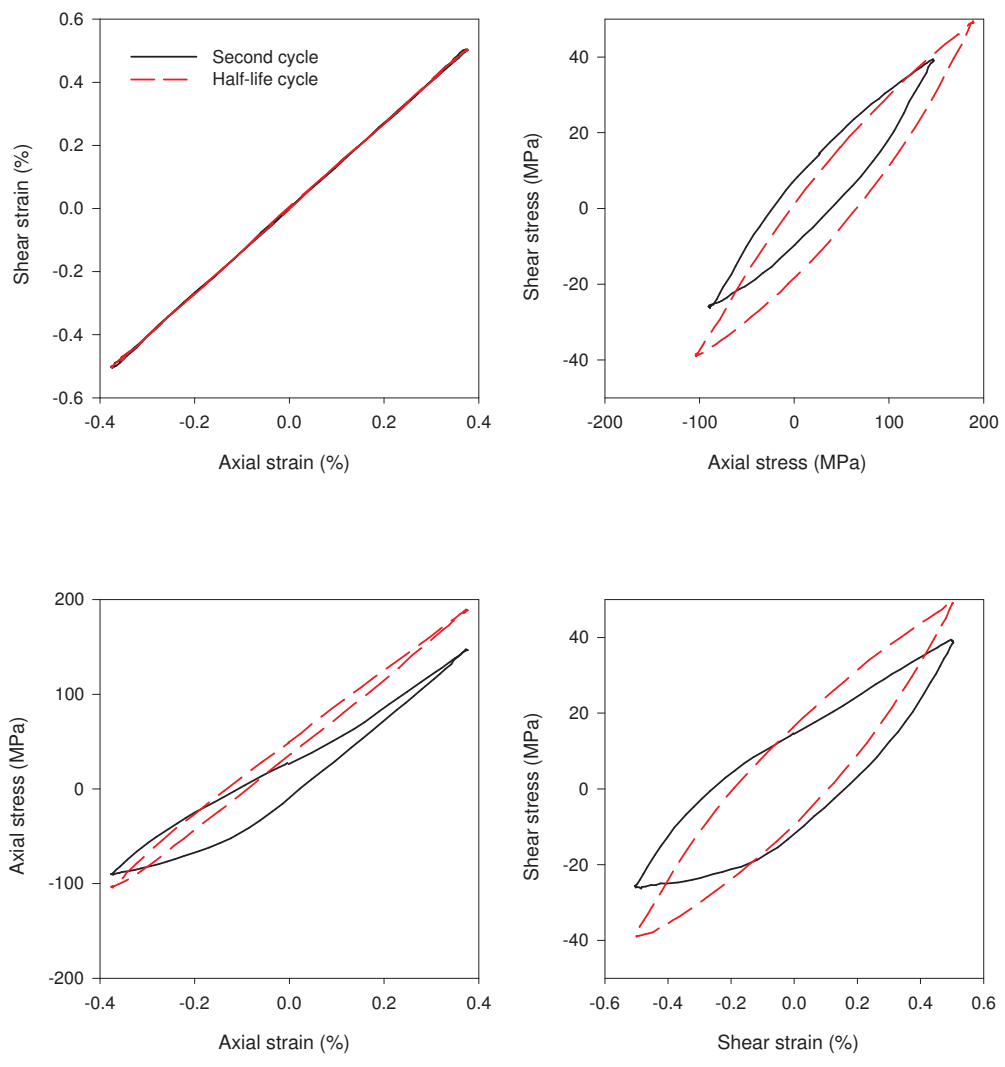 0.6
0.4
0.2
0.0
-0.2
-0.4
-0.6
Shear strain (%)
Second cycle
Half-life cycle
-0.4 -0.2 0.0 0.2 0.4
Axial strain (%)
40
20
0
-20
-40
Shear stress (MPa)
-200 -100 0 100 200
Axial stress (MPa)
200
100
0
-100
-200
Axial stress (MPa)
-0.4 -0.2 0.0 0.2 0.4
Axial strain (%)
40
20
0
-20
-40
Shear stress (MPa)
-0.6 -0.4 -0.2 0.0 0.2 0.4 0.6
Shear strain (%)